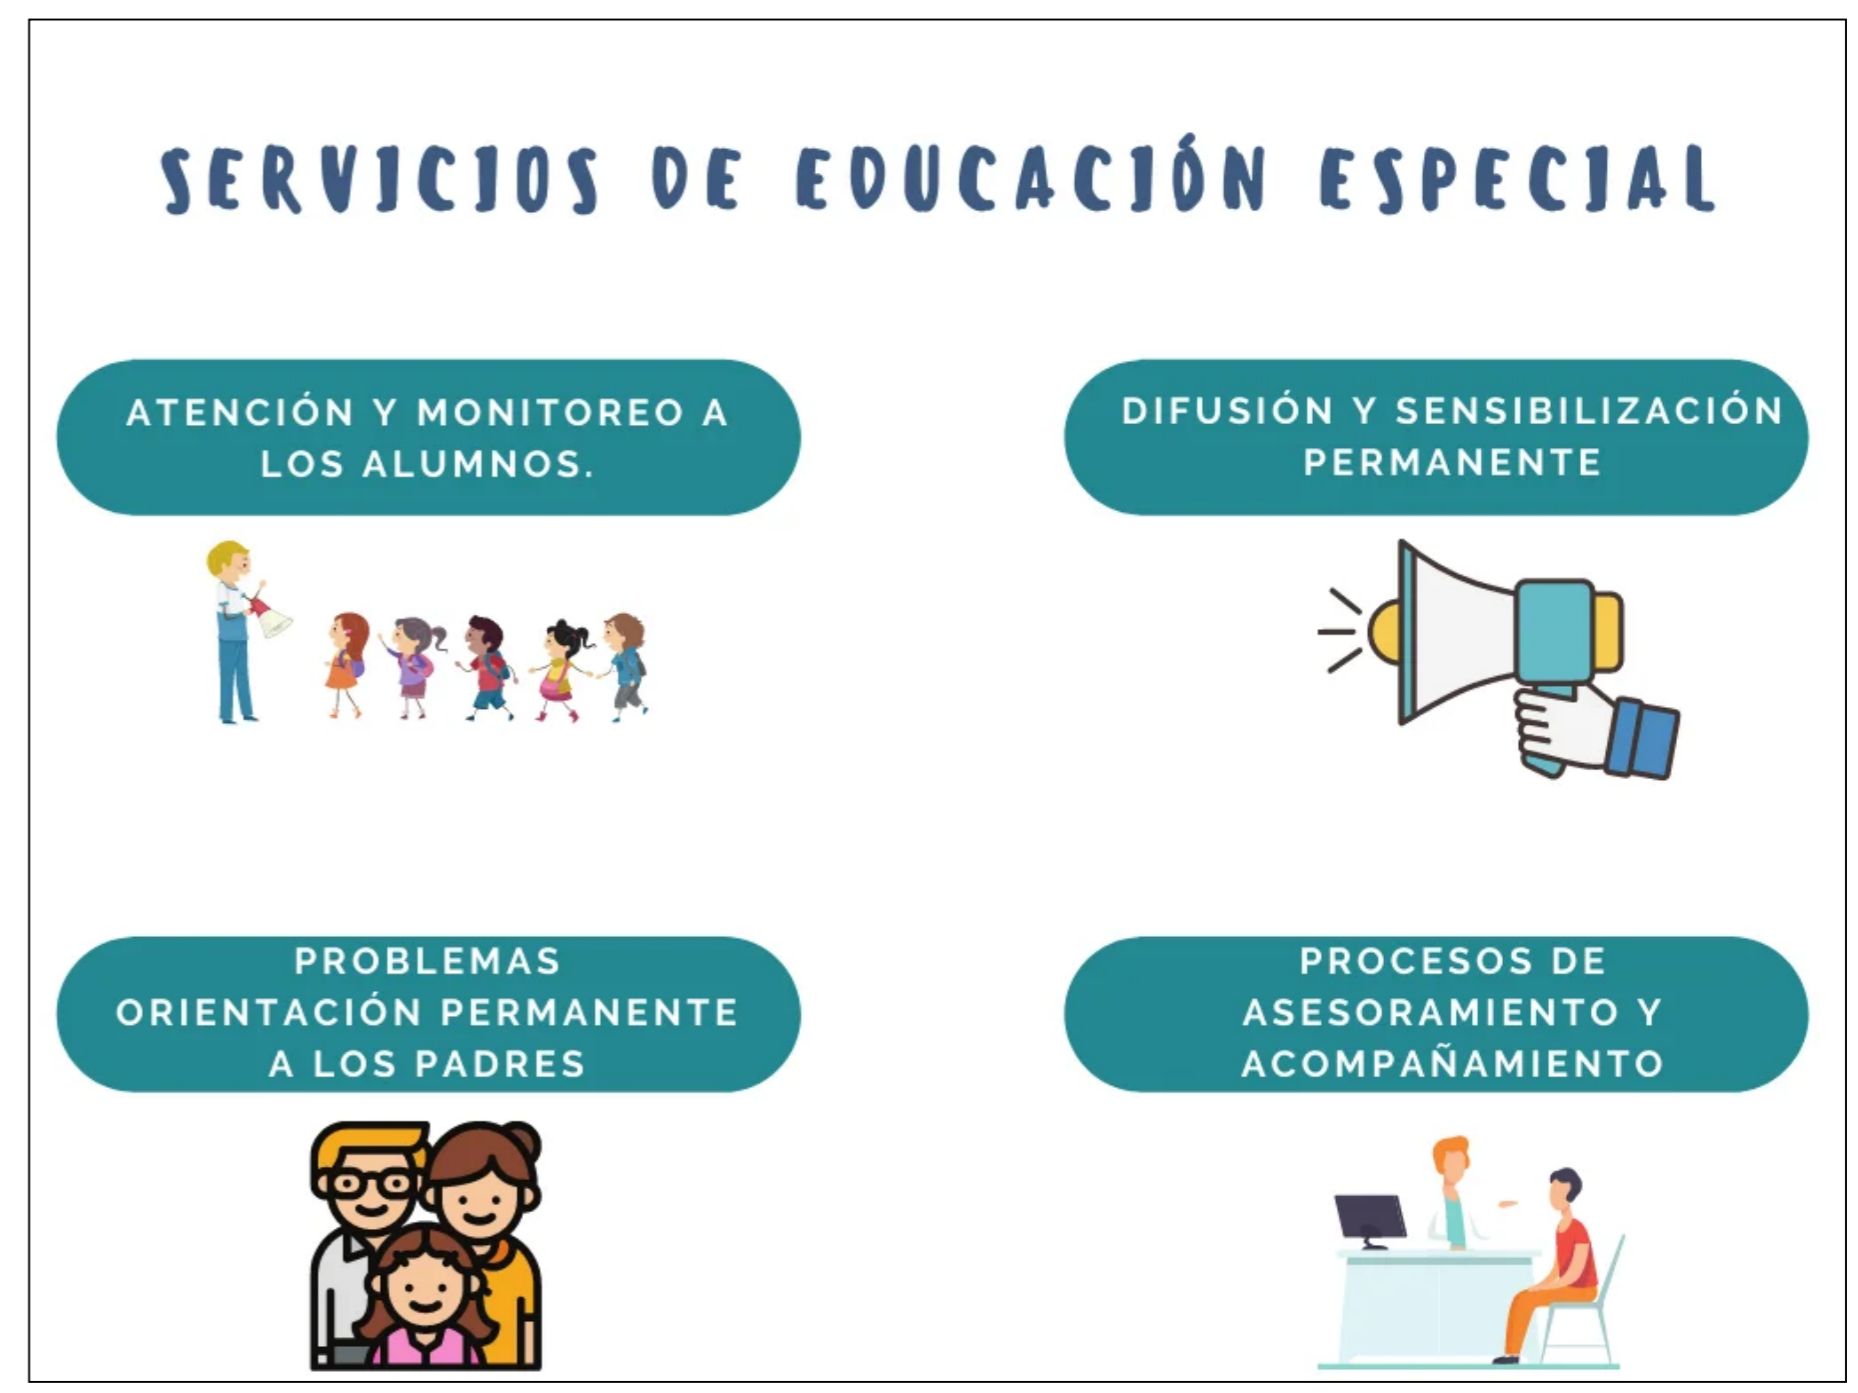 SERVICIOS DE EDUCACIÓN ESPECIAL
ATENCIÓN Y MONITOREO A
LOS ALUMNOS.
DIFUSIÓN Y SENSIBILIZACIÓN
PERMANENTE
PROBLEMAS
ORIENTACIÓN PERMANENTE
A LOS PADRES
PROCESOS DE
ASESORAMIENTO Y
ACOMPAÑAMIENTO